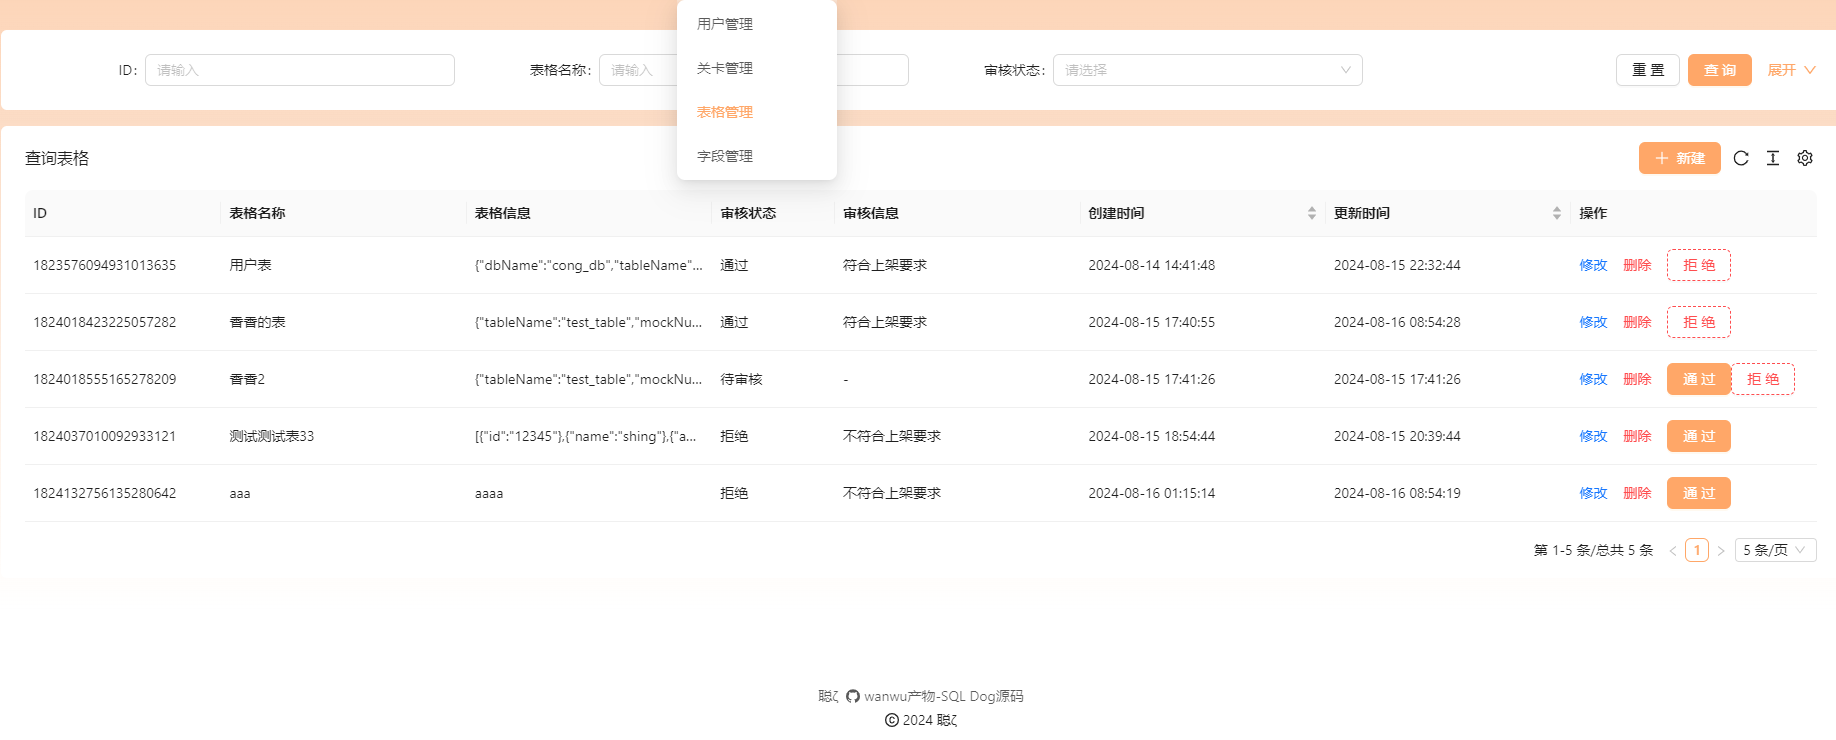 用户管理
关卡管理
表格管理
字段管理
ID: 请输入 表格名称: 请输入 审核状态: 请选择 重置 查询 展开
查询表格 新建
ID 表格名称 表格信息 审核状态 审核信息 创建时间 更新时间 操作
1823576094931013635 用户表 {"dbName":"cong_db","tableName"... 通过 符合上架要求 2024-08-14 14:41:48 2024-08-15 22:32:44 修改 删除 拒绝
1824018423225057282 香香的表 {"tableName":"test_table","mockNu... 通过 符合上架要求 2024-08-15 17:40:55 2024-08-16 08:54:28 修改 删除 拒绝
1824018555165278209 香香2 {"tableName":"test_table","mockNu... 待审核 - 2024-08-15 17:41:26 2024-08-15 17:41:26 修改 删除 通过 拒绝
1824037010092933121 测试测试表33 [{"id":"12345"},{"name":"shing"},{"a... 拒绝 不符合上架要求 2024-08-15 18:54:44 2024-08-15 20:39:44 修改 删除 通过
1824132756135280642 aaa aaaa 拒绝 不符合上架要求 2024-08-16 01:15:14 2024-08-16 08:54:19 修改 删除 通过
第 1-5 条/总共 5 条 < 1 > 5 条/页
聪ζ wanwu产物-SQL Dog源码
© 2024 聪ζ